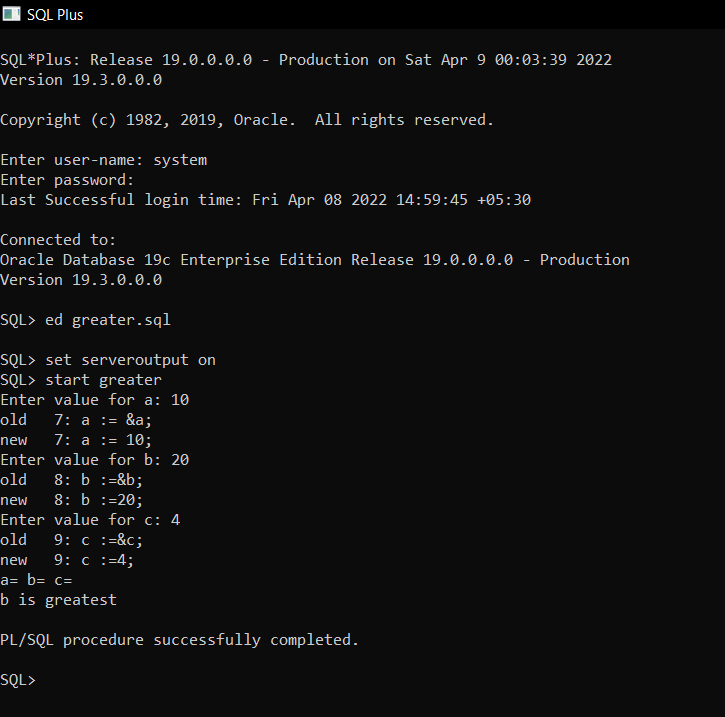 SQL Plus
SQL*Plus: Release 19.0.0.0.0 - Production on Sat Apr 9 00:03:39 2022
Version 19.3.0.0.0
Copyright (c) 1982, 2019, Oracle.  All rights reserved.
Enter user-name: system
Enter password:
Last Successful login time: Fri Apr 08 2022 14:59:45 +05:30
Connected to:
Oracle Database 19c Enterprise Edition Release 19.0.0.0.0 - Production
Version 19.3.0.0.0
SQL> ed greater.sql
SQL> set serveroutput on
SQL> start greater
Enter value for a: 10
old   7: a := &a;
new   7: a := 10;
Enter value for b: 20
old   8: b :=&b;
new   8: b :=20;
Enter value for c: 4
old   9: c :=&c;
new   9: c :=4;
a= b= c=
b is greatest
PL/SQL procedure successfully completed.
SQL>